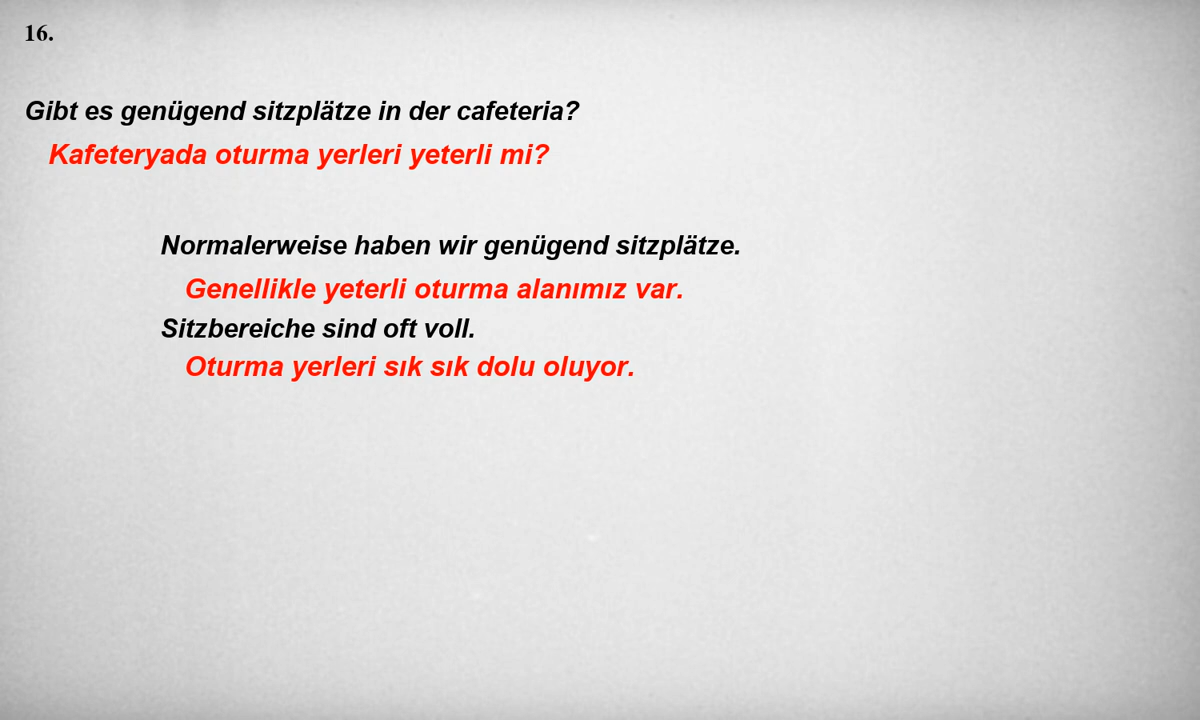 16.
Gibt es genügend sitzplätze in der cafeteria?
Kafeteryada oturma yerleri yeterli mi?
Normalerweise haben wir genügend sitzplätze.
Genellikle yeterli oturma alanımız var.
Sitzbereiche sind oft voll.
Oturma yerleri sık sık dolu oluyor.